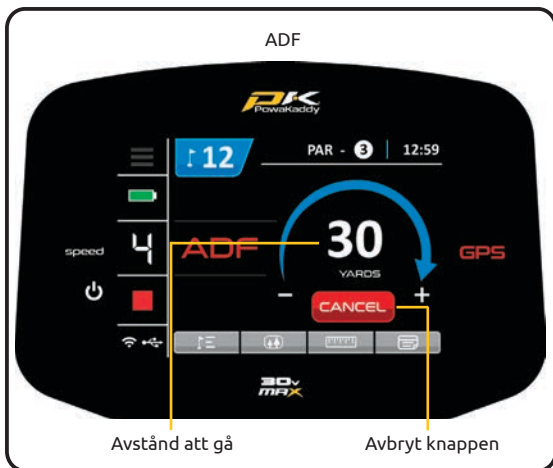 ADF
PK
PowaKaddy
12
PAR - 3 | 12:59
30
YARDS
speed
4
ADF
GPS
- +
CANCEL
30v
MAX
Avstånd att gå
Avbryt knappen